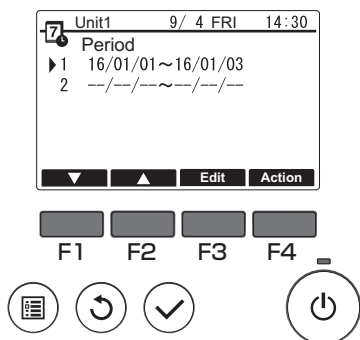 7 Unit1 9/ 4 FRI 14:30
Period
1 16/01/01~16/01/03
2 --/--/--~--/--/--
▼ ▲ Edit Action
F1 F2 F3 F4